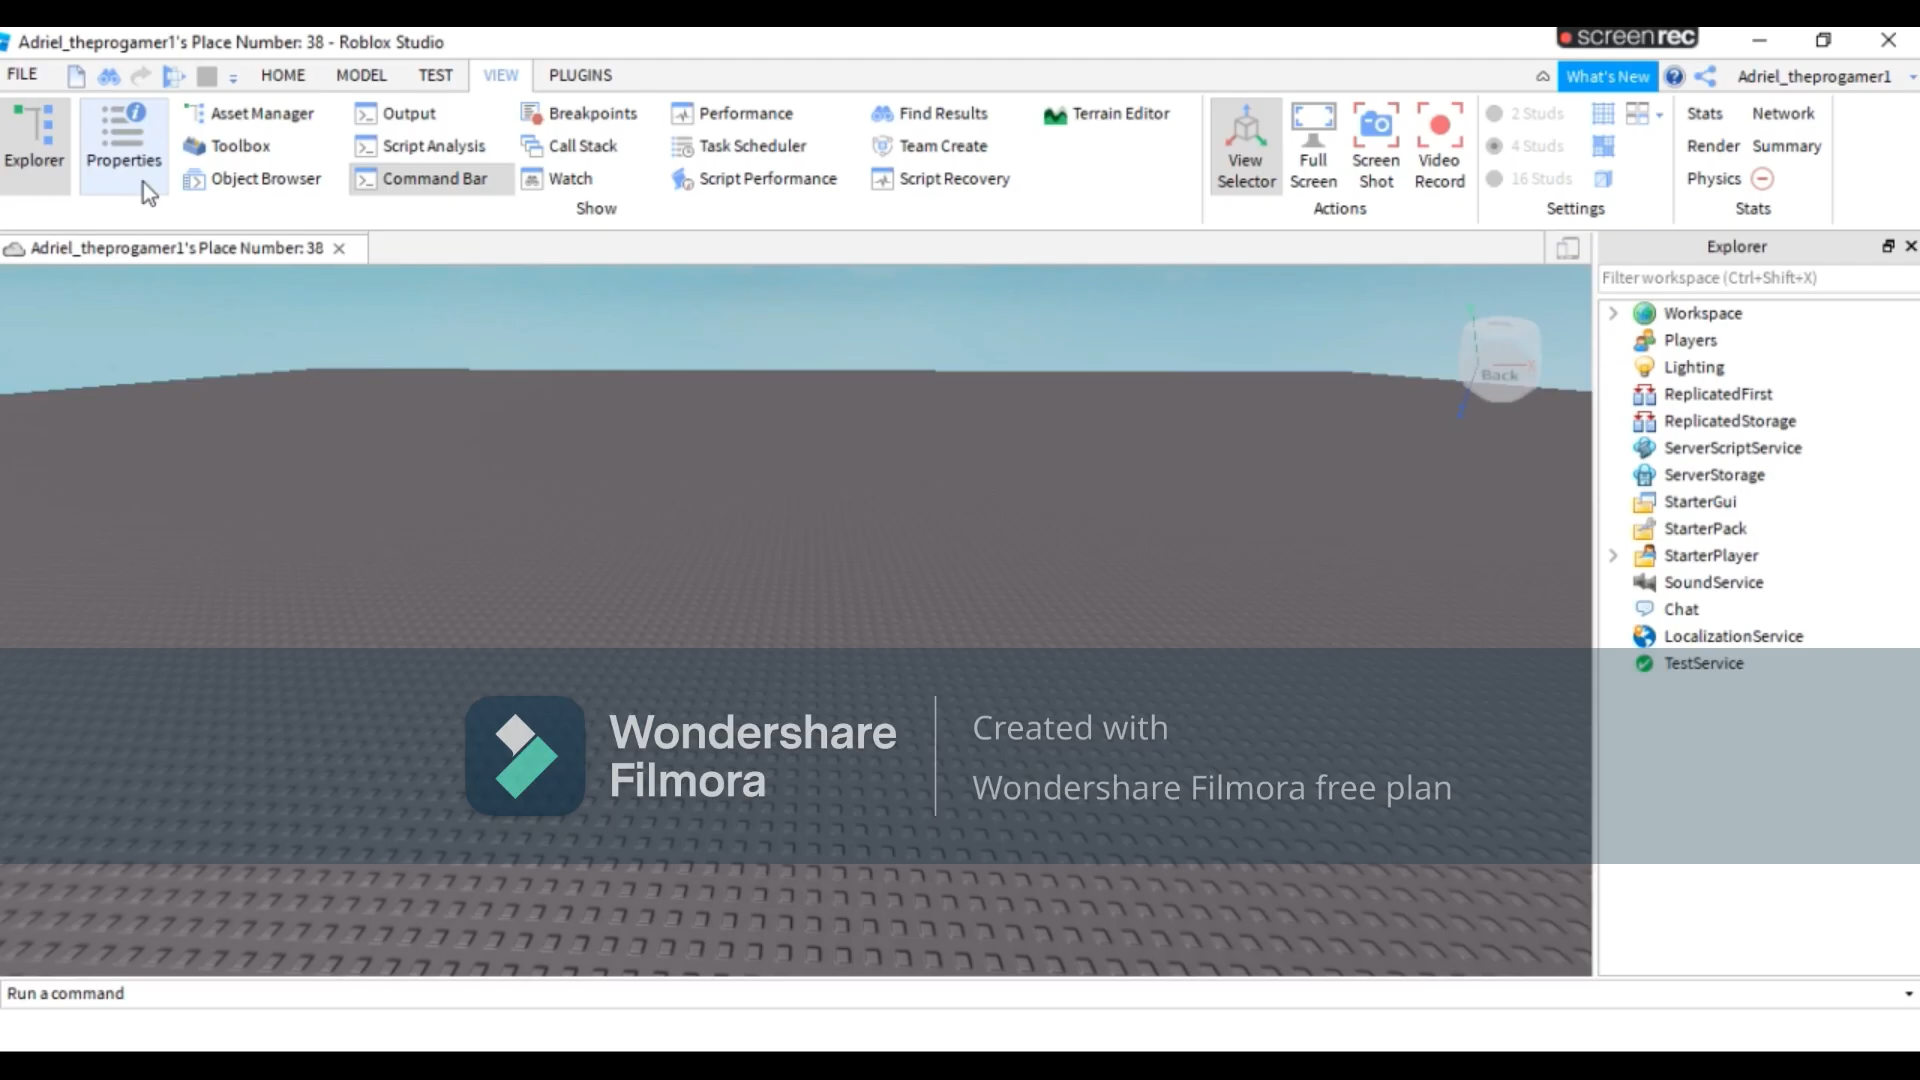 Adriel_theprogamer1's Place Number: 38 - Roblox Studio
screenrec
FILE HOME MODEL TEST VIEW PLUGINS
What's New
Adriel_theprogamer1
Explorer
Properties
Asset Manager
Toolbox
Object Browser
Output
Script Analysis
Command Bar
Breakpoints
Call Stack
Watch
Performance
Task Scheduler
Script Performance
Find Results
Team Create
Script Recovery
Terrain Editor
Show
View Selector
Full Screen
Screen Shot
Video Record
Actions
2 Studs
4 Studs
16 Studs
Settings
Stats Network
Render Summary
Physics
Stats
Adriel_theprogamer1's Place Number: 38
Explorer
Filter workspace (Ctrl+Shift+X)
Workspace
Players
Lighting
ReplicatedFirst
ReplicatedStorage
ServerScriptService
ServerStorage
StarterGui
StarterPack
StarterPlayer
SoundService
Chat
LocalizationService
TestService
Back
X
Wondershare
Filmora
Created with
Wondershare Filmora free plan
Run a command